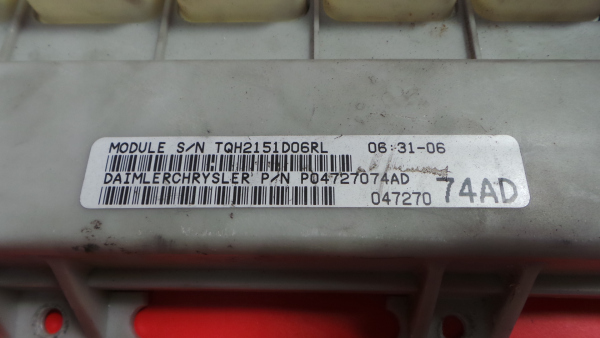 MODULE S/N TQH2151D06RL 06:31-06
DAIMLERCHRYSLER P/N P04727074AD
047270 74AD